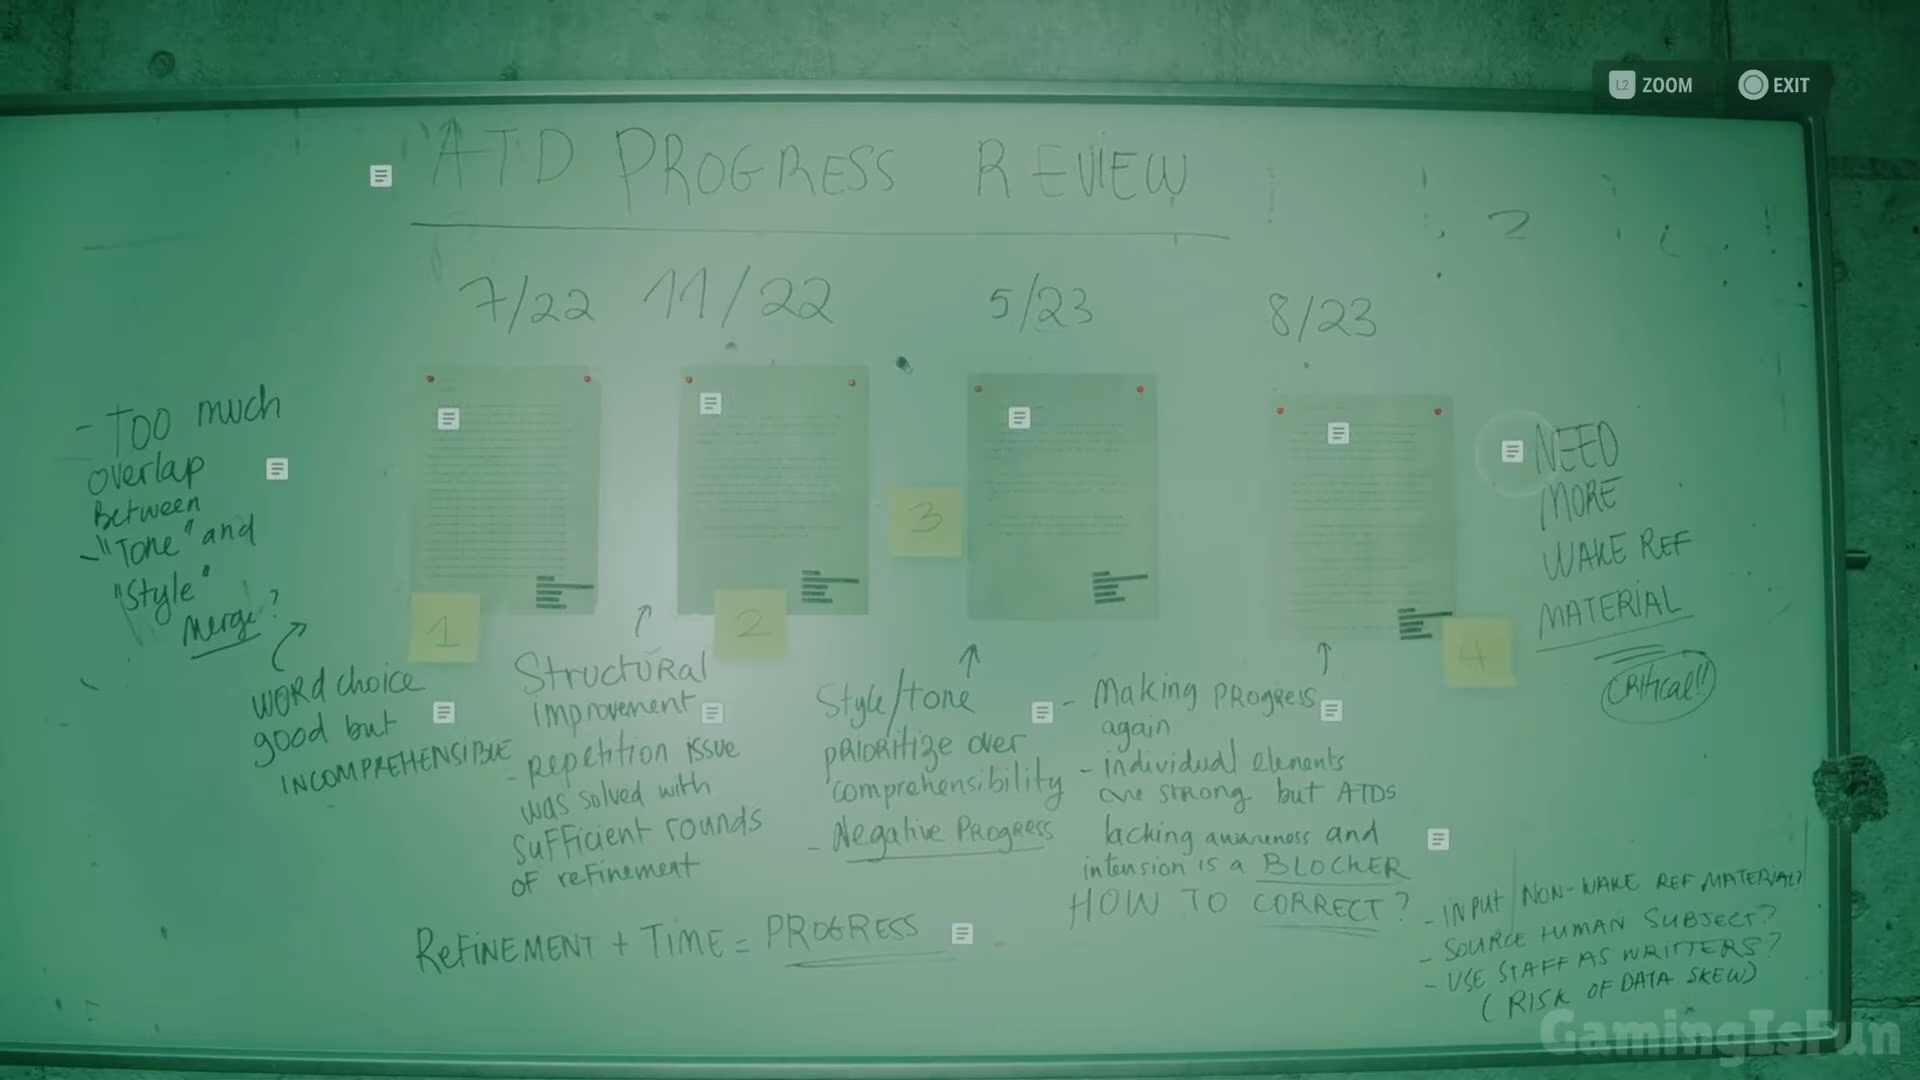 L2 ZOOM
EXIT
ATD PROGRESS REVIEW
7/22
11/22
5/23
8/23
- TOO much
overlap
Between
- "Tone" and
"Style"
Merge?
WORD choice
good but
INCOMPREHENSIBLE
1
Structural
improvement
- repetition issue
was solved with
sufficient rounds
of refinement
2
3
Style/tone
prioritize over
comprehensibility
- Negative Progress
- Making progress
again
- individual elements
are strong but ATDS
lacking awareness and
intension is a BLOCKER
HOW TO CORRECT?
4
NEED
MORE
WAKE REF
MATERIAL
CRitical!!
REFINEMENT + TIME = PROGRESS
- INPUT NON-WAKE REF MATERIAL?
- SOURCE HUMAN SUBJECT?
- USE STAFF AS WRITTERS?
( RISK OF DATA SKEW)
GamingIsFun